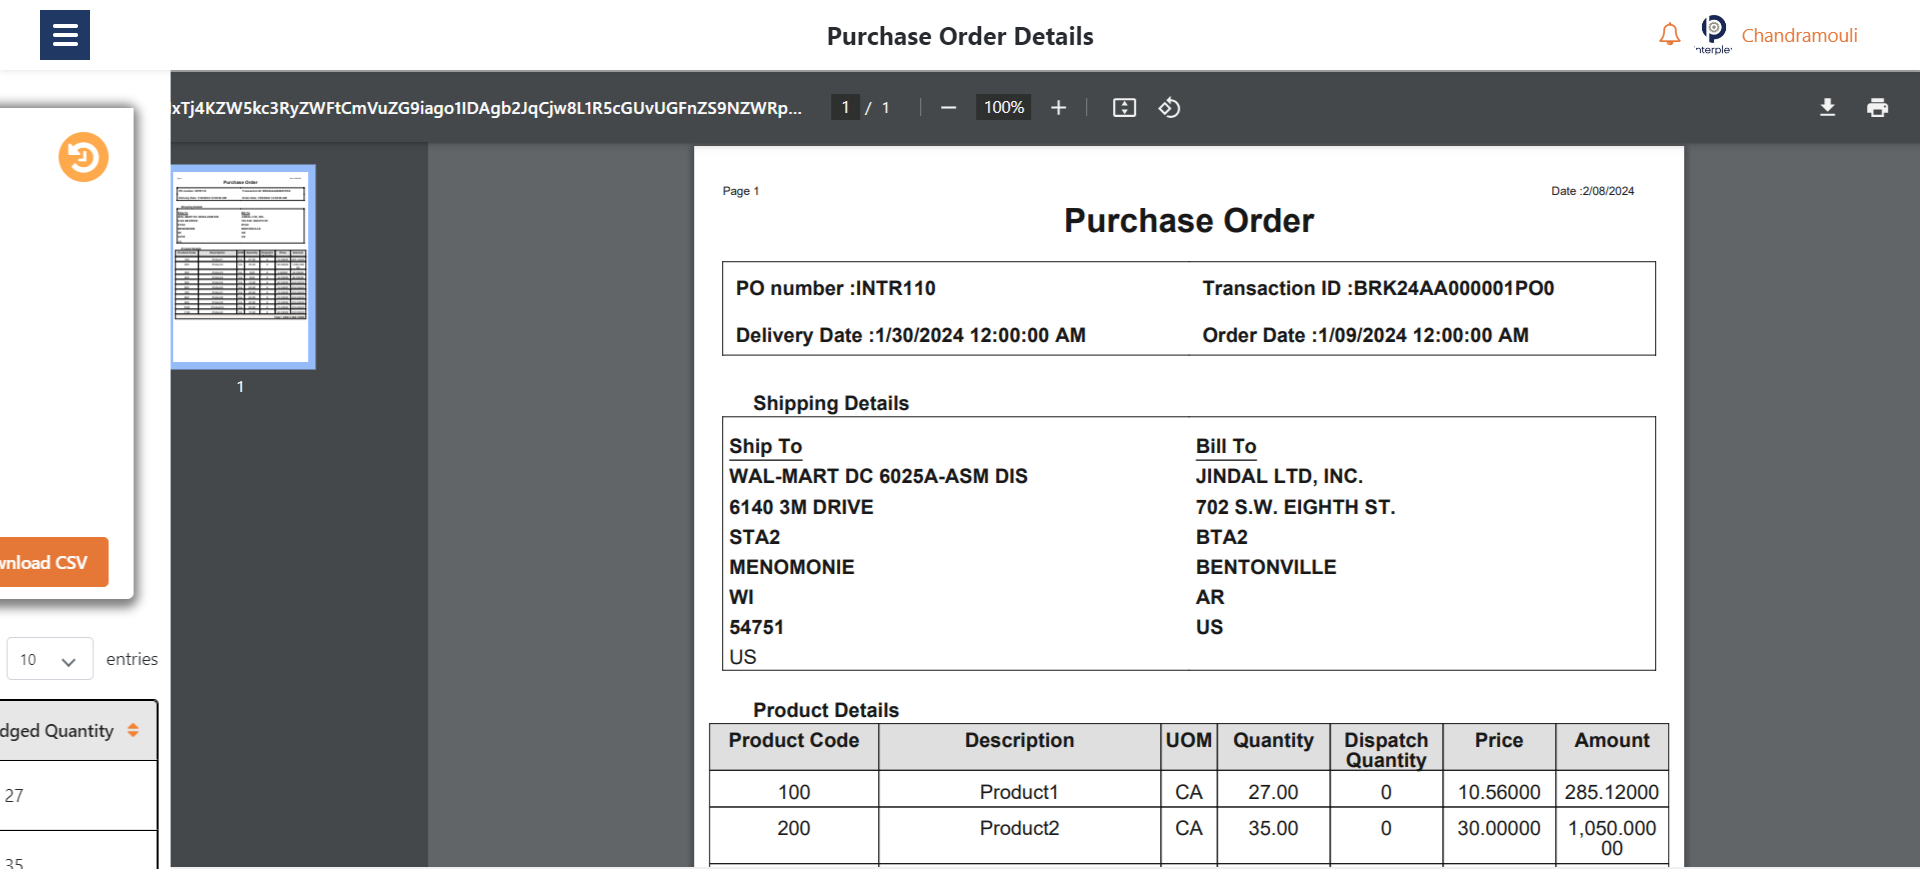 Purchase Order Details
Chandramouli
xTj4KZW5kc3RyZWFtCmVuZG9iago1IDAgb2JqCjw8L1R5cGUvUGFnZS9NZWRp...
1 / 1
100%
1
wnload CSV
10 entries
dged Quantity
27
35
Page 1
Date :2/08/2024
Purchase Order
PO number :INTR110 Transaction ID :BRK24AA000001PO0
Delivery Date :1/30/2024 12:00:00 AM Order Date :1/09/2024 12:00:00 AM
Shipping Details
Ship To Bill To
WAL-MART DC 6025A-ASM DIS JINDAL LTD, INC.
6140 3M DRIVE 702 S.W. EIGHTH ST.
STA2 BTA2
MENOMONIE BENTONVILLE
WI AR
54751 US
US
Product Details
Product Code Description UOM Quantity Dispatch Quantity Price Amount
100 Product1 CA 27.00 0 10.56000 285.12000
200 Product2 CA 35.00 0 30.00000 1,050.00000